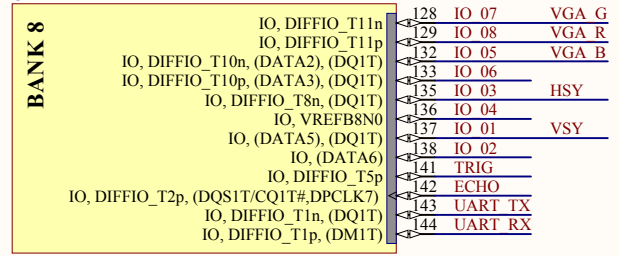 BANK 8
IO, DIFFIO_T11n 128 IO_07 VGA_G
IO, DIFFIO_T11p 129 IO_08 VGA_R
IO, DIFFIO_T10n, (DATA2), (DQ1T) 132 IO_05 VGA_B
IO, DIFFIO_T10p, (DATA3), (DQ1T) 133 IO_06
IO, DIFFIO_T8n, (DQ1T) 135 IO_03 HSY
IO, VREFB8N0 136 IO_04
IO, (DATA5), (DQ1T) 137 IO_01 VSY
IO, (DATA6) 138 IO_02
IO, DIFFIO_T5p 141 TRIG
IO, DIFFIO_T2p, (DQS1T/CQ1T#,DPCLK7) 142 ECHO
IO, DIFFIO_T1n, (DQ1T) 143 UART_TX
IO, DIFFIO_T1p, (DM1T) 144 UART_RX